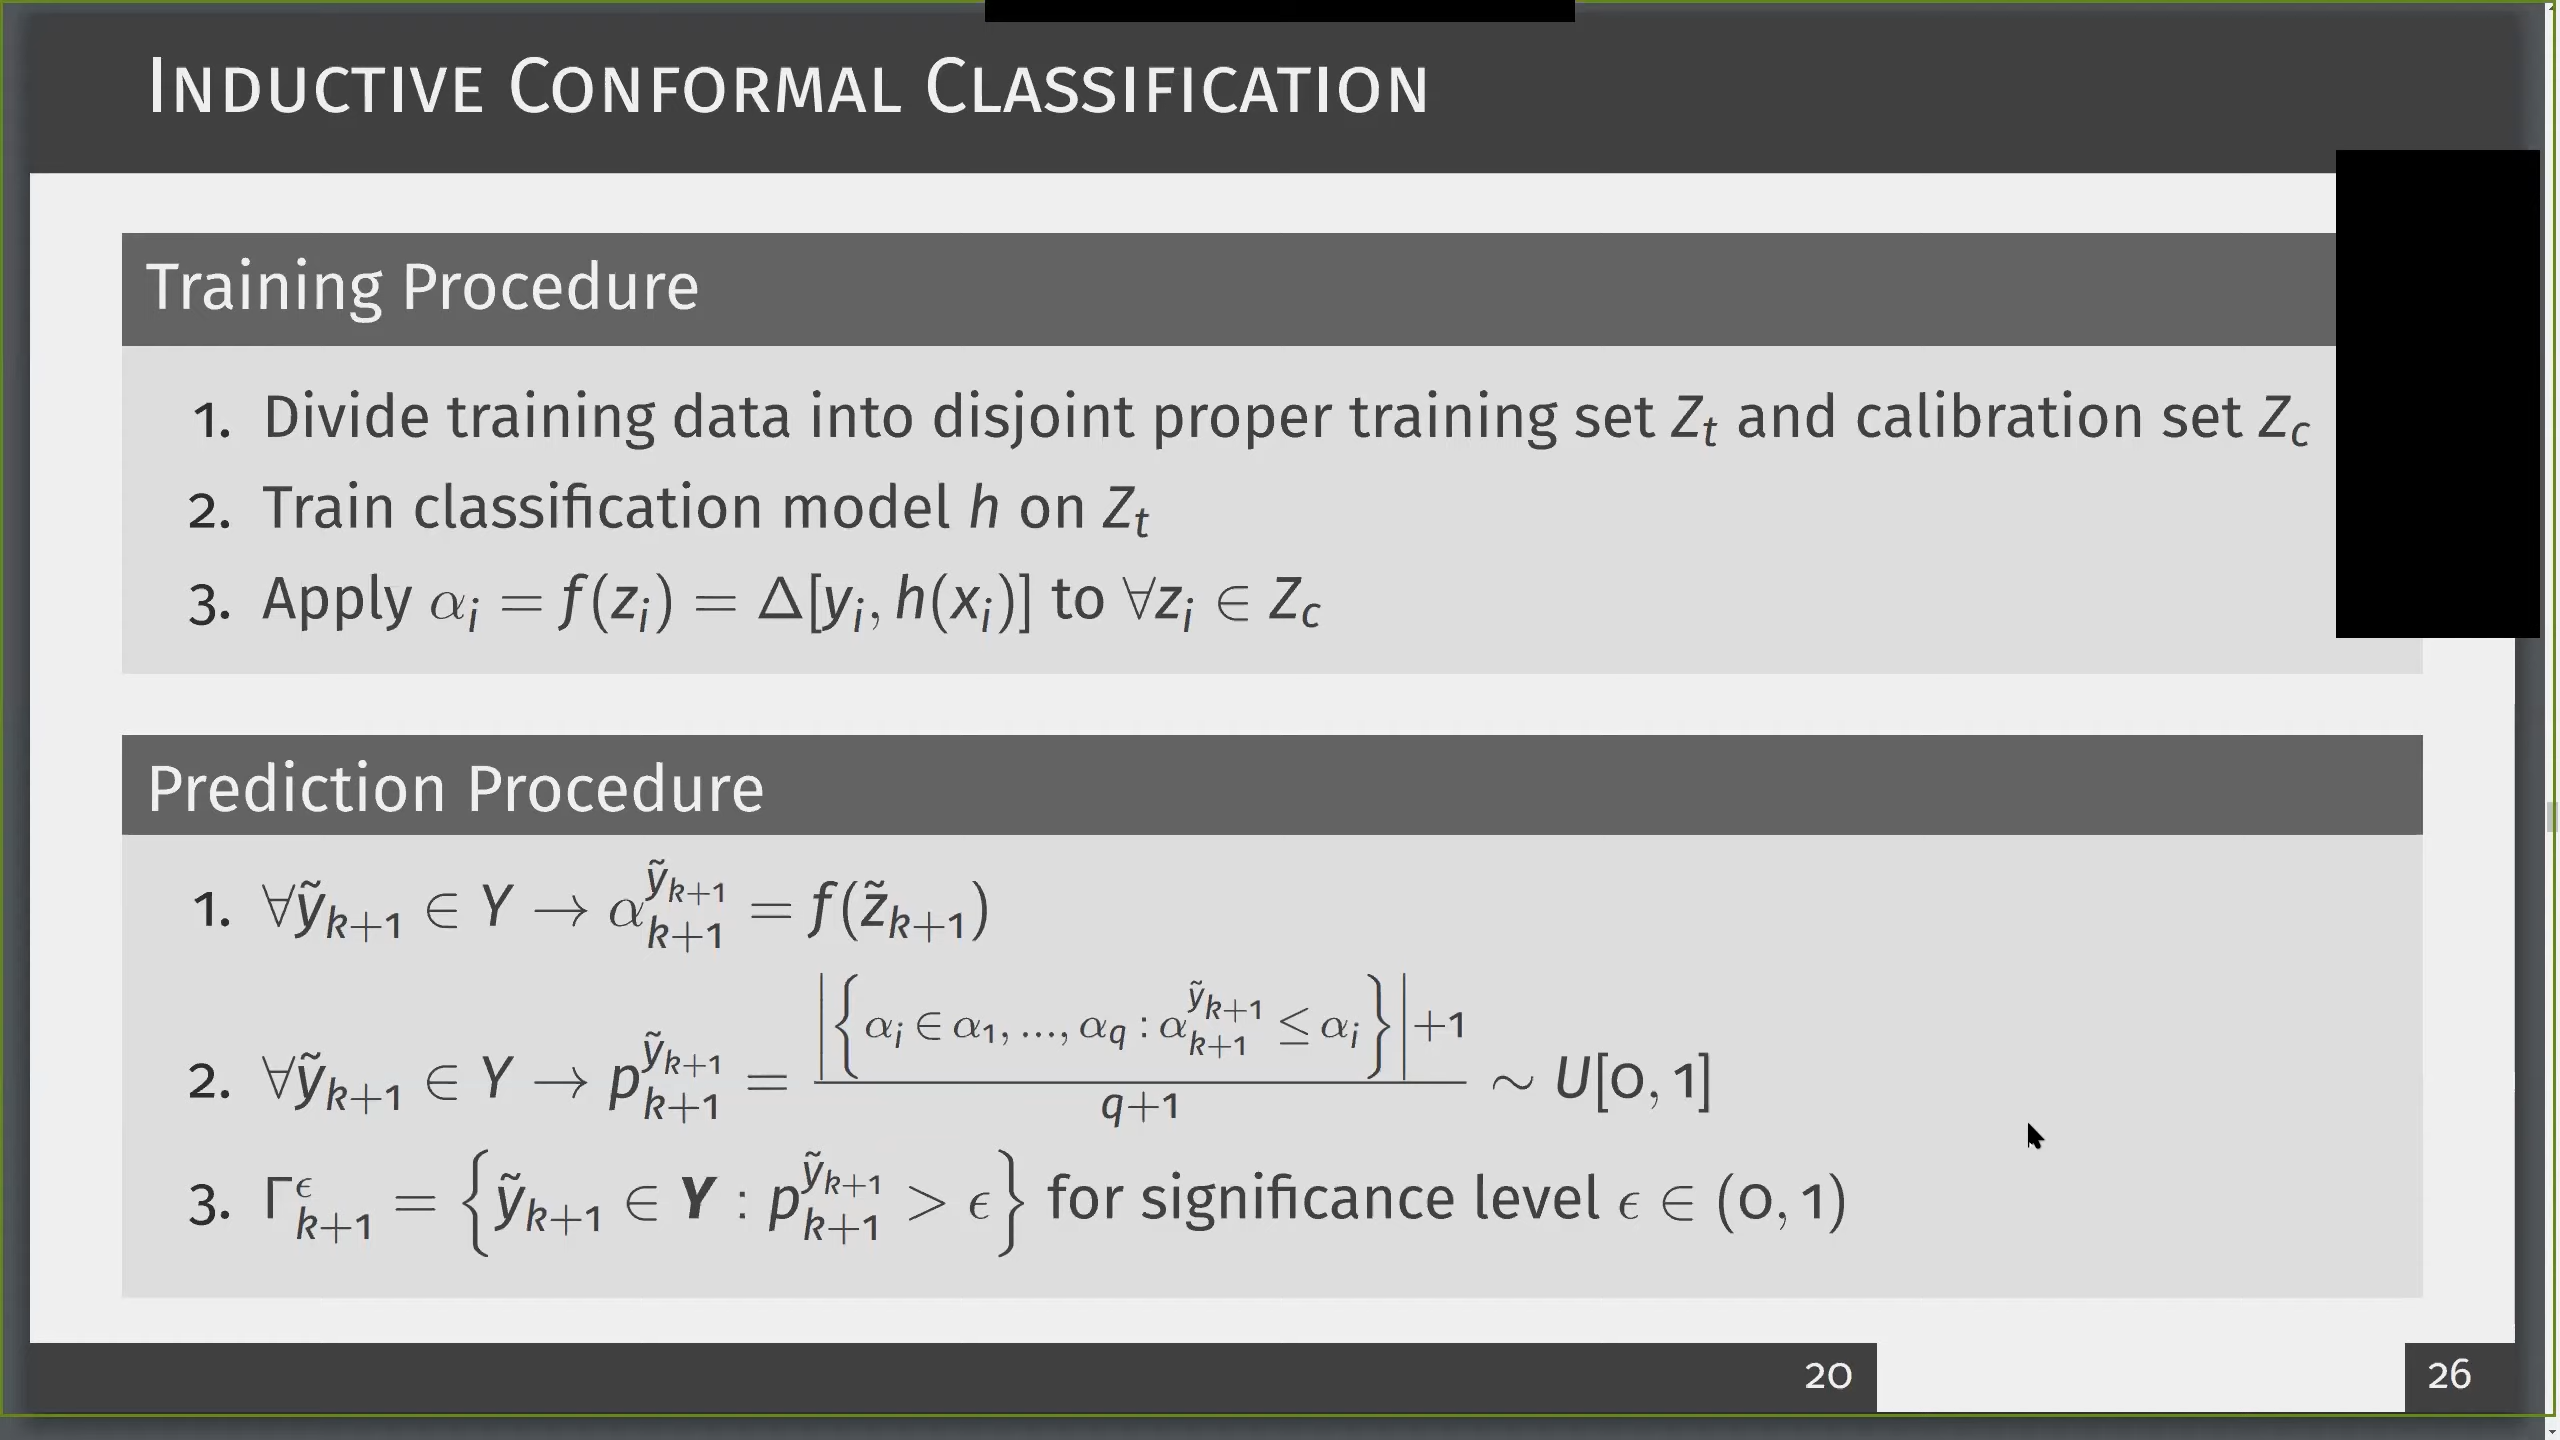 INDUCTIVE CONFORMAL CLASSIFICATION
Training Procedure
1. Divide training data into disjoint proper training set Z_t and calibration set Z_c
2. Train classification model h on Z_t
3. Apply α_i = f(z_i) = Δ[y_i, h(x_i)] to ∀z_i ∈ Z_c
Prediction Procedure
1. ∀ỹ_{k+1} ∈ Y → α_{k+1}^{ỹ_{k+1}} = f(z̃_{k+1})
2. ∀ỹ_{k+1} ∈ Y → p_{k+1}^{ỹ_{k+1}} = |{α_i ∈ α_1, ..., α_q : α_{k+1}^{ỹ_{k+1}} ≤ α_i}|+1 / q+1 ~ U[0, 1]
3. Γ_{k+1}^ϵ = {ỹ_{k+1} ∈ Y : p_{k+1}^{ỹ_{k+1}} > ϵ} for significance level ϵ ∈ (0, 1)
20 26